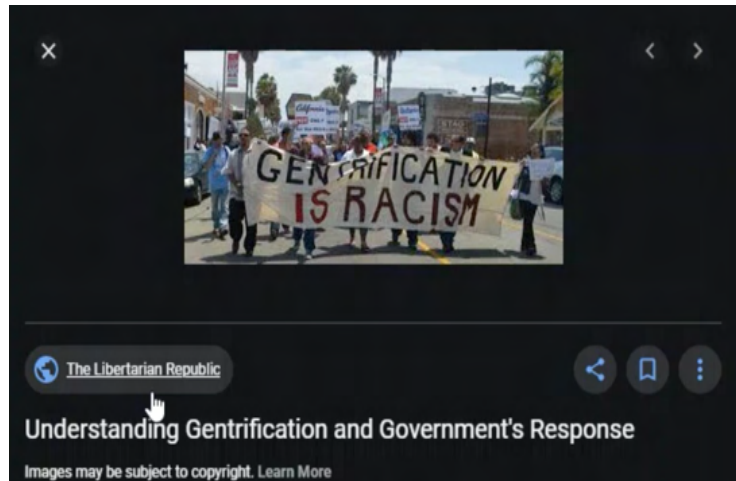 California
GENTRIFICATION
IS RACISM
The Libertarian Republic
Understanding Gentrification and Government's Response
Images may be subject to copyright. Learn More